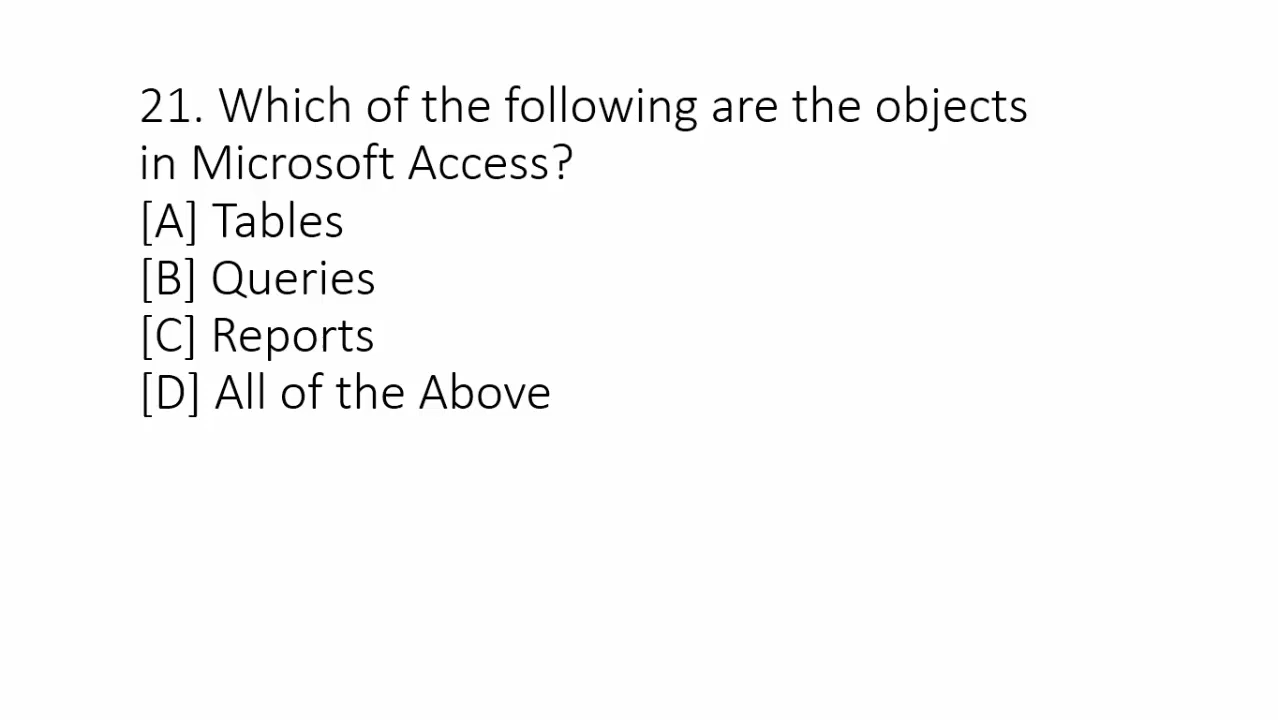 21. Which of the following are the objects
in Microsoft Access?
[A] Tables
[B] Queries
[C] Reports
[D] All of the Above